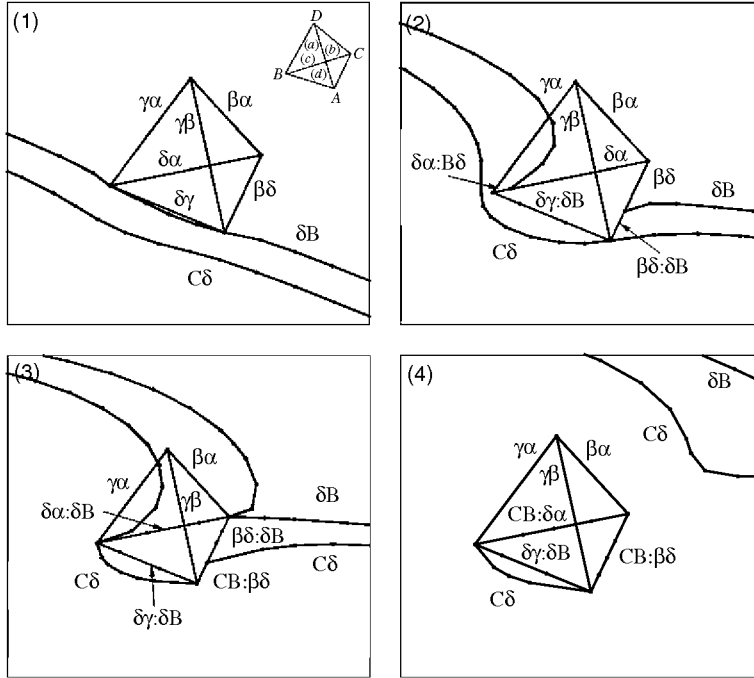 (1)
D
(a)
(b)
C
(c)
B
(d)
A
γα
γβ
βα
δα
βδ
δγ
δB
Cδ
(2)
γα
γβ
βα
δα:Bδ
δα
βδ
δγ:δB
δB
Cδ
βδ:δB
(3)
γα
βα
γβ
δα:δB
δB
βδ:δB
Cδ
Cδ
CB:βδ
δγ:δB
(4)
δB
Cδ
γα
βα
γβ
CB:δα
δγ:δB
CB:βδ
Cδ